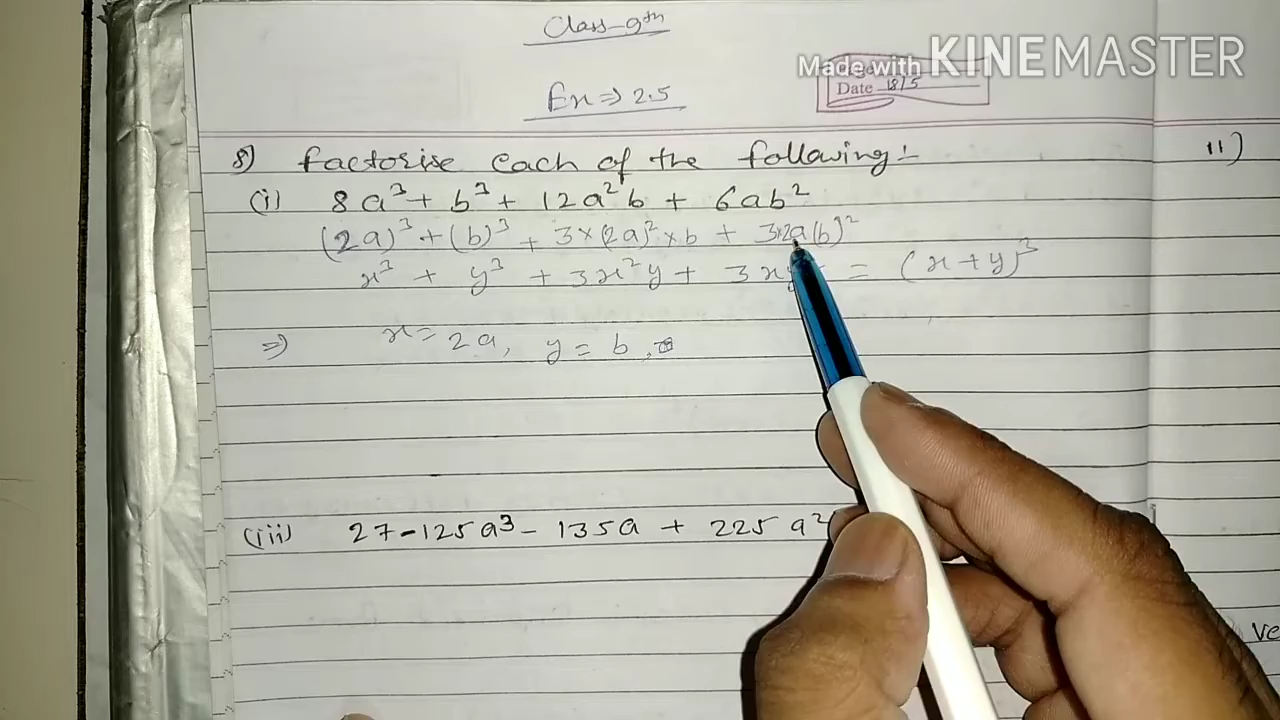 Class-9th
Made with KINEMASTER
Date 18/5
Ex => 2.5
8) factorise each of the following:-
11)
(i) 8a³ + b³ + 12a²b + 6ab²
(2a)³ + (b)³ + 3×(2a)²×b + 3×2a(b)²
x³ + y³ + 3x²y + 3xy = (x+y)³
=> x = 2a, y = b,
(iii) 27-125a³ - 135a + 225a²
Ve